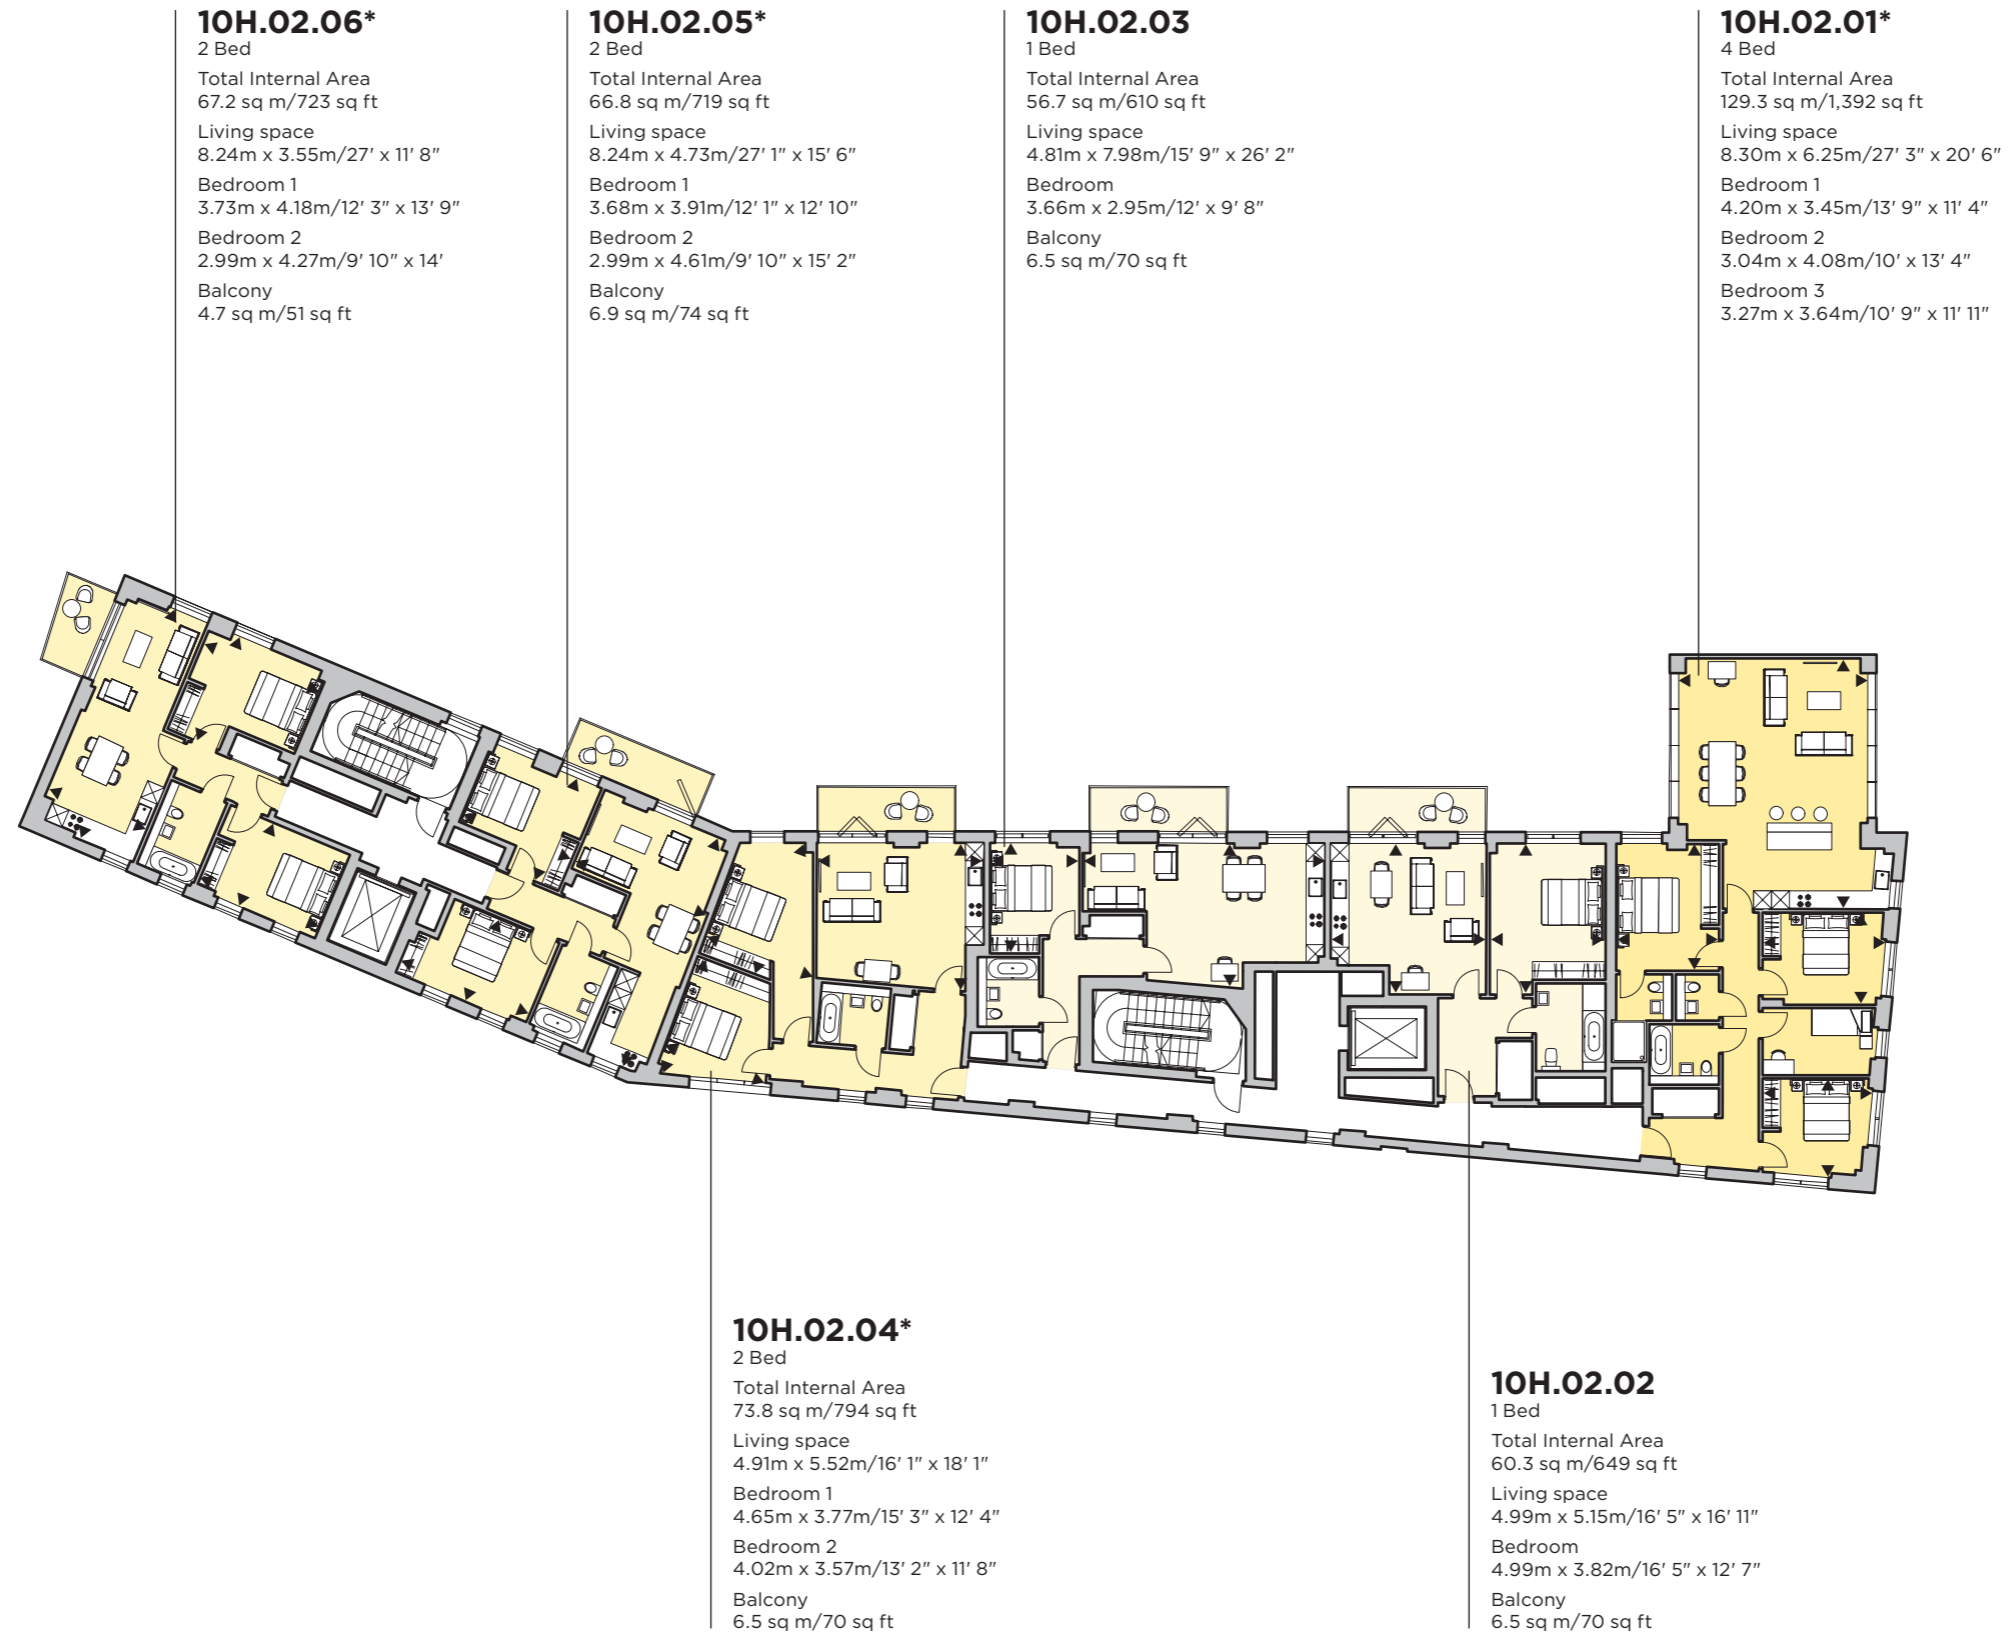 10H.02.06*
2 Bed
Total Internal Area
67.2 sq m/723 sq ft
Living space
8.24m x 3.55m/27' x 11' 8"
Bedroom 1
3.73m x 4.18m/12' 3" x 13' 9"
Bedroom 2
2.99m x 4.27m/9' 10" x 14'
Balcony
4.7 sq m/51 sq ft
10H.02.05*
2 Bed
Total Internal Area
66.8 sq m/719 sq ft
Living space
8.24m x 4.73m/27' 1" x 15' 6"
Bedroom 1
3.68m x 3.91m/12' 1" x 12' 10"
Bedroom 2
2.99m x 4.61m/9' 10" x 15' 2"
Balcony
6.9 sq m/74 sq ft
10H.02.03
1 Bed
Total Internal Area
56.7 sq m/610 sq ft
Living space
4.81m x 7.98m/15' 9" x 26' 2"
Bedroom
3.66m x 2.95m/12' x 9' 8"
Balcony
6.5 sq m/70 sq ft
10H.02.01*
4 Bed
Total Internal Area
129.3 sq m/1,392 sq ft
Living space
8.30m x 6.25m/27' 3" x 20' 6"
Bedroom 1
4.20m x 3.45m/13' 9" x 11' 4"
Bedroom 2
3.04m x 4.08m/10' x 13' 4"
Bedroom 3
3.27m x 3.64m/10' 9" x 11' 11"
10H.02.04*
2 Bed
Total Internal Area
73.8 sq m/794 sq ft
Living space
4.91m x 5.52m/16' 1" x 18' 1"
Bedroom 1
4.65m x 3.77m/15' 3" x 12' 4"
Bedroom 2
4.02m x 3.57m/13' 2" x 11' 8"
Balcony
6.5 sq m/70 sq ft
10H.02.02
1 Bed
Total Internal Area
60.3 sq m/649 sq ft
Living space
4.99m x 5.15m/16' 5" x 16' 11"
Bedroom
4.99m x 3.82m/16' 5" x 12' 7"
Balcony
6.5 sq m/70 sq ft